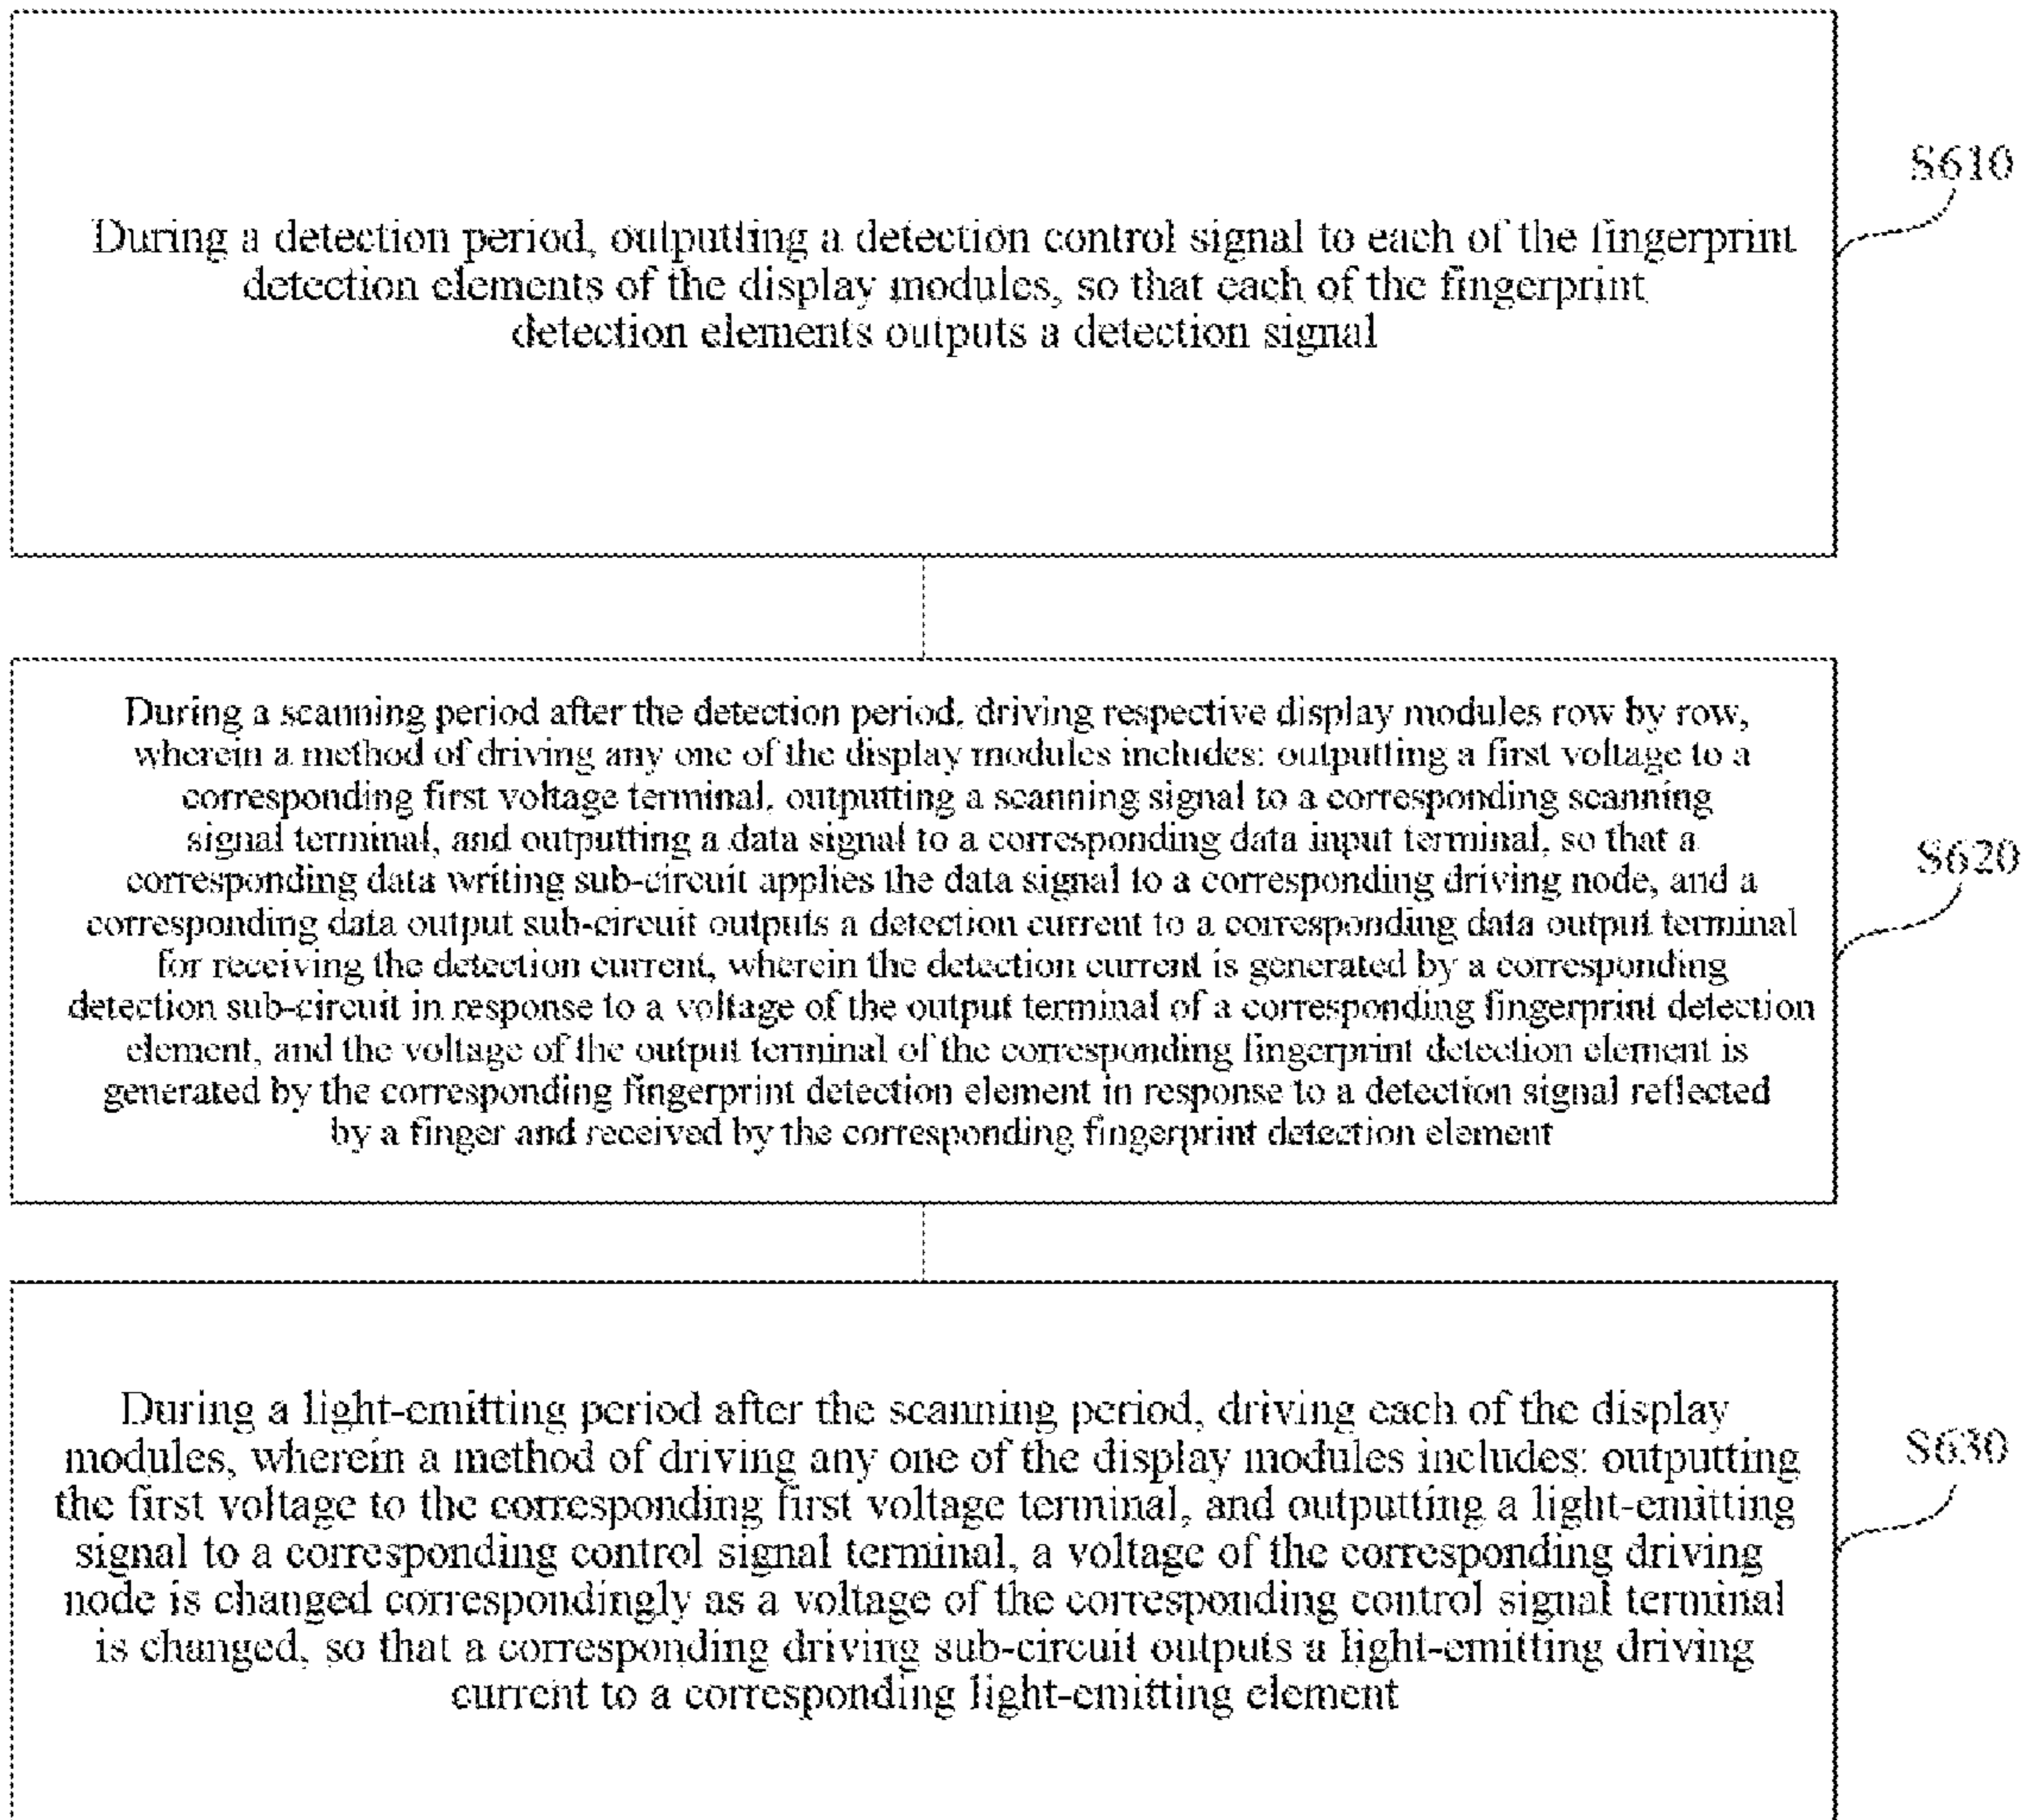 During a detection period, outputting a detection control signal to each of the fingerprint
detection elements of the display modules, so that each of the fingerprint
detection elements outputs a detection signal
S610
During a scanning period after the detection period, driving respective display modules row by row,
wherein a method of driving any one of the display modules includes: outputting a first voltage to a
corresponding first voltage terminal, outputting a scanning signal to a corresponding scanning
signal terminal, and outputting a data signal to a corresponding data input terminal, so that a
corresponding data writing sub-circuit applies the data signal to a corresponding driving node, and a
corresponding data output sub-circuit outputs a detection current to a corresponding data output terminal
for receiving the detection current, wherein the detection current is generated by a corresponding
detection sub-circuit in response to a voltage of the output terminal of a corresponding fingerprint detection
element, and the voltage of the output terminal of the corresponding fingerprint detection element is
generated by the corresponding fingerprint detection element in response to a detection signal reflected
by a finger and received by the corresponding fingerprint detection element
S620
During a light-emitting period after the scanning period, driving each of the display
modules, wherein a method of driving any one of the display modules includes: outputting
the first voltage to the corresponding first voltage terminal, and outputting a light-emitting
signal to a corresponding control signal terminal, a voltage of the corresponding driving
node is changed correspondingly as a voltage of the corresponding control signal terminal
is changed, so that a corresponding driving sub-circuit outputs a light-emitting driving
current to a corresponding light-emitting element
S630